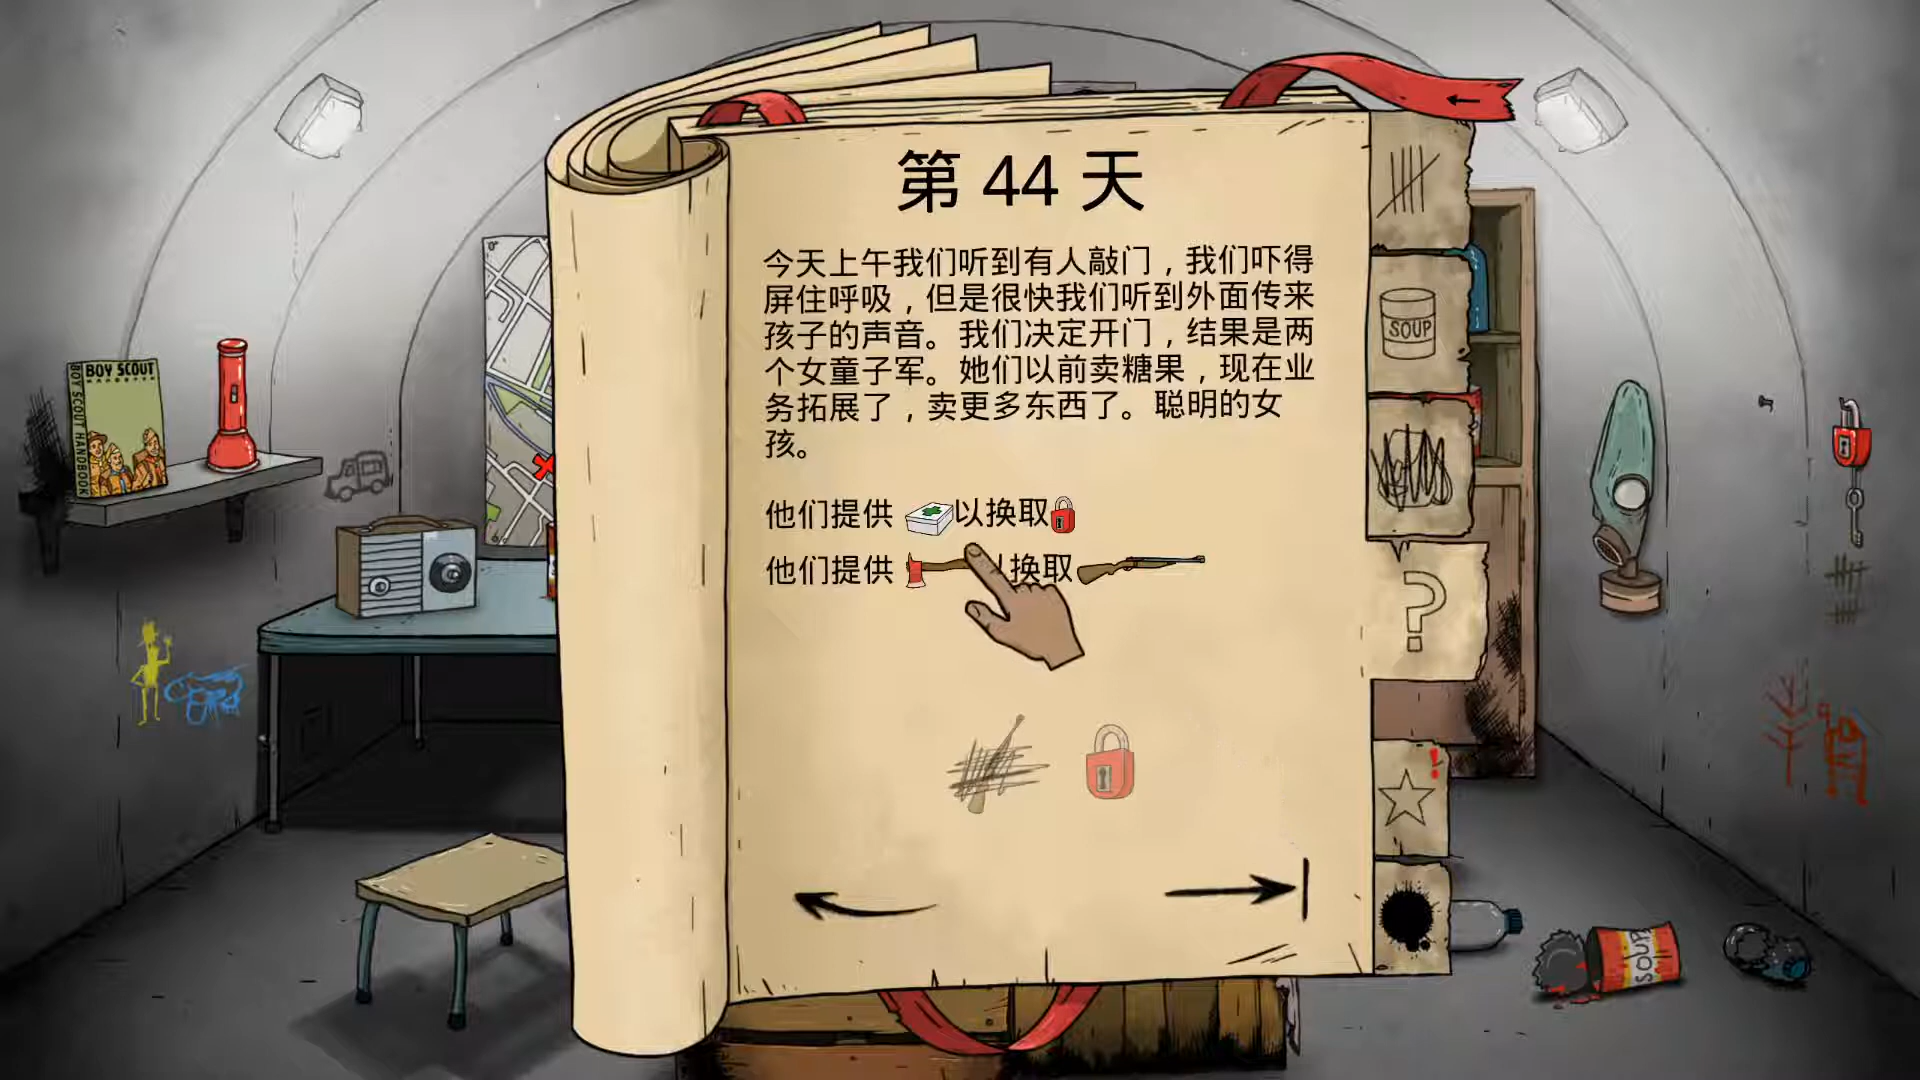 第 44 天
今天上午我们听到有人敲门，我们吓得
屏住呼吸，但是很快我们听到外面传来
孩子的声音。我们决定开门，结果是两
个女童子军。她们以前卖糖果，现在业
务拓展了，卖更多东西了。聪明的女
孩。
他们提供 以换取
他们提供 以换取
SOUP
?
!
BOY SCOUT
BOY SCOUT HANDBOOK
SOUP